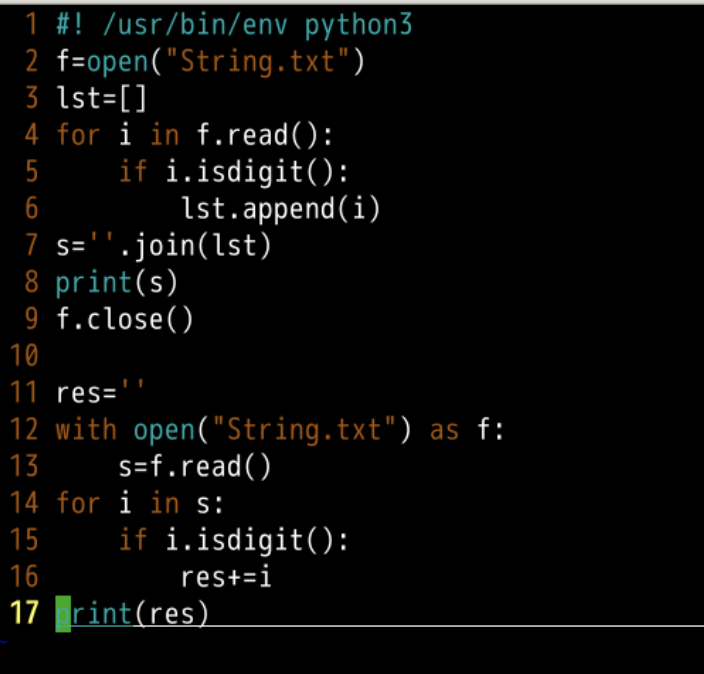 1 #! /usr/bin/env python3
2 f=open("String.txt")
3 lst=[]
4 for i in f.read():
5     if i.isdigit():
6         lst.append(i)
7 s=''.join(lst)
8 print(s)
9 f.close()
10
11 res=''
12 with open("String.txt") as f:
13     s=f.read()
14 for i in s:
15     if i.isdigit():
16         res+=i
17 print(res)
~